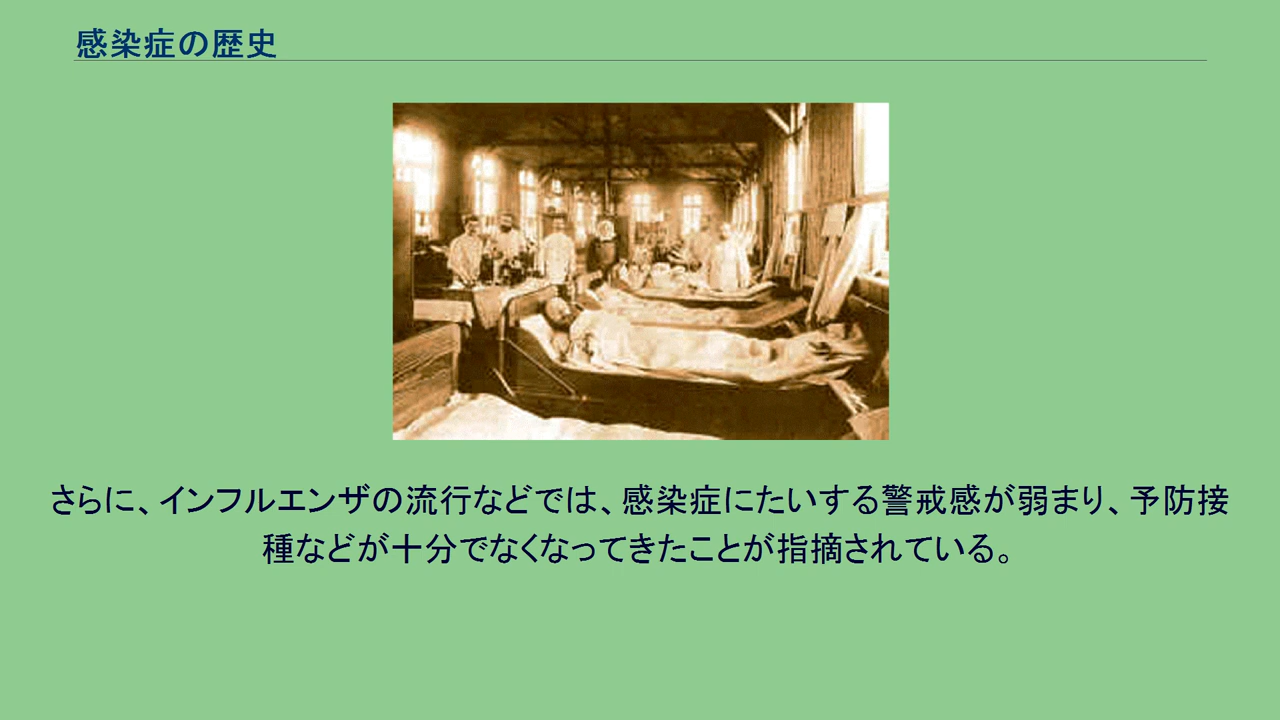 感染症の歴史
さらに、インフルエンザの流行などでは、感染症にたいする警戒感が弱まり、予防接
種などが十分でなくなってきたことが指摘されている。